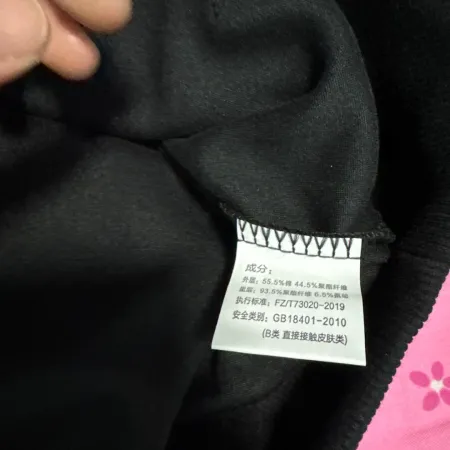 成分：
外层：55.5%棉 44.5%聚酯纤维
底层：93.5%聚酯纤维 6.5%氨纶
执行标准：FZ/T73020-2019
安全类别：GB18401-2010
(B类 直接接触皮肤类)